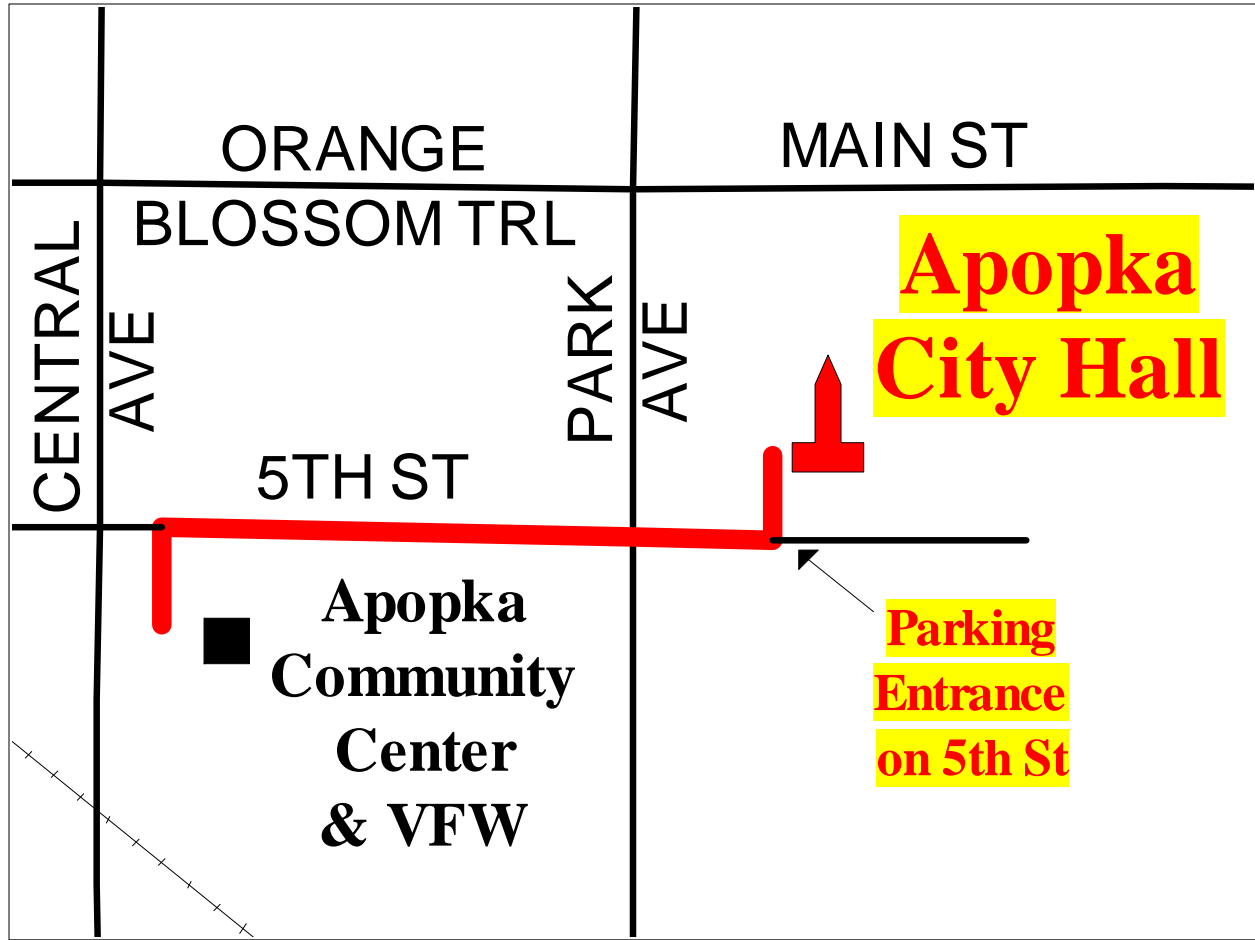 ORANGE
BLOSSOM TRL
MAIN ST
CENTRAL
AVE
PARK
AVE
Apopka
City Hall
5TH ST
Apopka
Community
Center
& VFW
Parking
Entrance
on 5th St